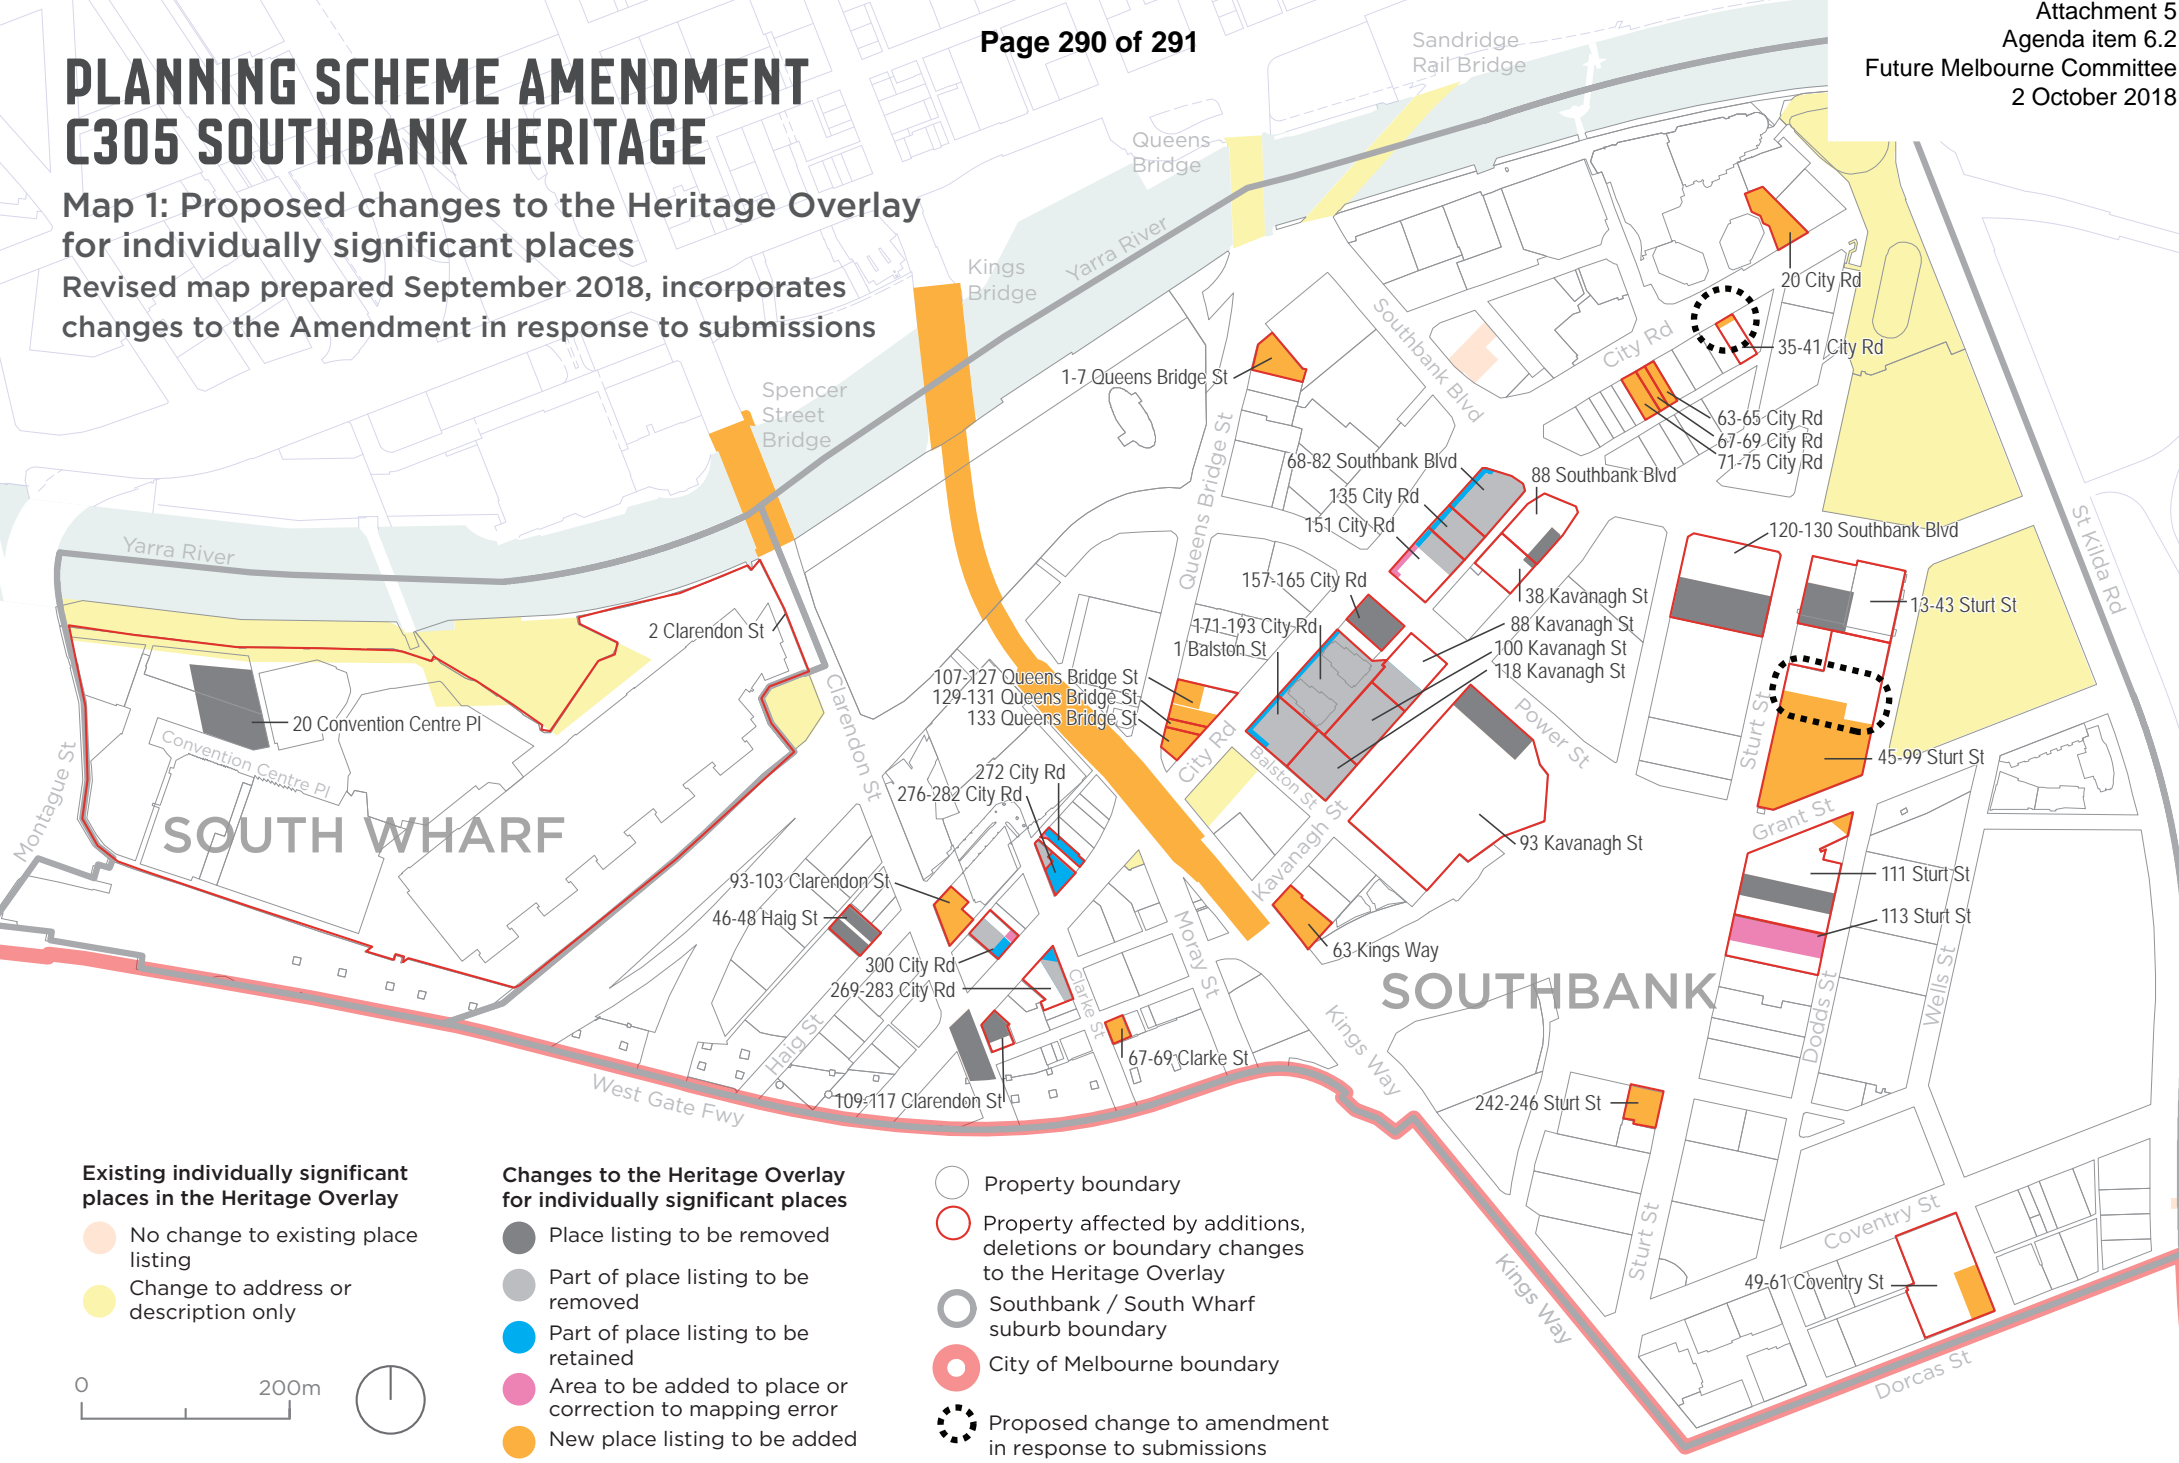 Page 290 of 291
Attachment 5
Agenda item 6.2
Future Melbourne Committee
2 October 2018
PLANNING SCHEME AMENDMENT
C305 SOUTHBANK HERITAGE
Map 1: Proposed changes to the Heritage Overlay
for individually significant places
Revised map prepared September 2018, incorporates
changes to the Amendment in response to submissions
Sandridge
Rail Bridge
Queens
Bridge
Kings
Bridge
Yarra River
Spencer
Street
Bridge
Yarra River
20 City Rd
35-41 City Rd
City Rd
Southbank Blvd
1-7 Queens Bridge St
63-65 City Rd
67-69 City Rd
71-75 City Rd
Queens Bridge St
68-82 Southbank Blvd
88 Southbank Blvd
135 City Rd
151 City Rd
120-130 Southbank Blvd
St Kilda Rd
157-165 City Rd
38 Kavanagh St
13-43 Sturt St
171-193 City Rd
88 Kavanagh St
1 Balston St
100 Kavanagh St
118 Kavanagh St
2 Clarendon St
107-127 Queens Bridge St
129-131 Queens Bridge St
133 Queens Bridge St
20 Convention Centre Pl
Convention Centre Pl
Clarendon St
City Rd
Balston St
Power St
Sturt St
45-99 Sturt St
272 City Rd
276-282 City Rd
Montague St
SOUTH WHARF
Kavanagh St
93 Kavanagh St
Grant St
111 Sturt St
113 Sturt St
93-103 Clarendon St
46-48 Haig St
300 City Rd
269-283 City Rd
Moray St
63 Kings Way
SOUTHBANK
Clarke St
Haig St
67-69 Clarke St
109-117 Clarendon St
Kings Way
Dodds St
Wells St
West Gate Fwy
242-246 Sturt St
Sturt St
Kings Way
Coventry St
49-61 Coventry St
Dorcas St
Existing individually significant
places in the Heritage Overlay
No change to existing place
listing
Change to address or
description only
0
200m
Changes to the Heritage Overlay
for individually significant places
Place listing to be removed
Part of place listing to be
removed
Part of place listing to be
retained
Area to be added to place or
correction to mapping error
New place listing to be added
Property boundary
Property affected by additions,
deletions or boundary changes
to the Heritage Overlay
Southbank / South Wharf
suburb boundary
City of Melbourne boundary
Proposed change to amendment
in response to submissions